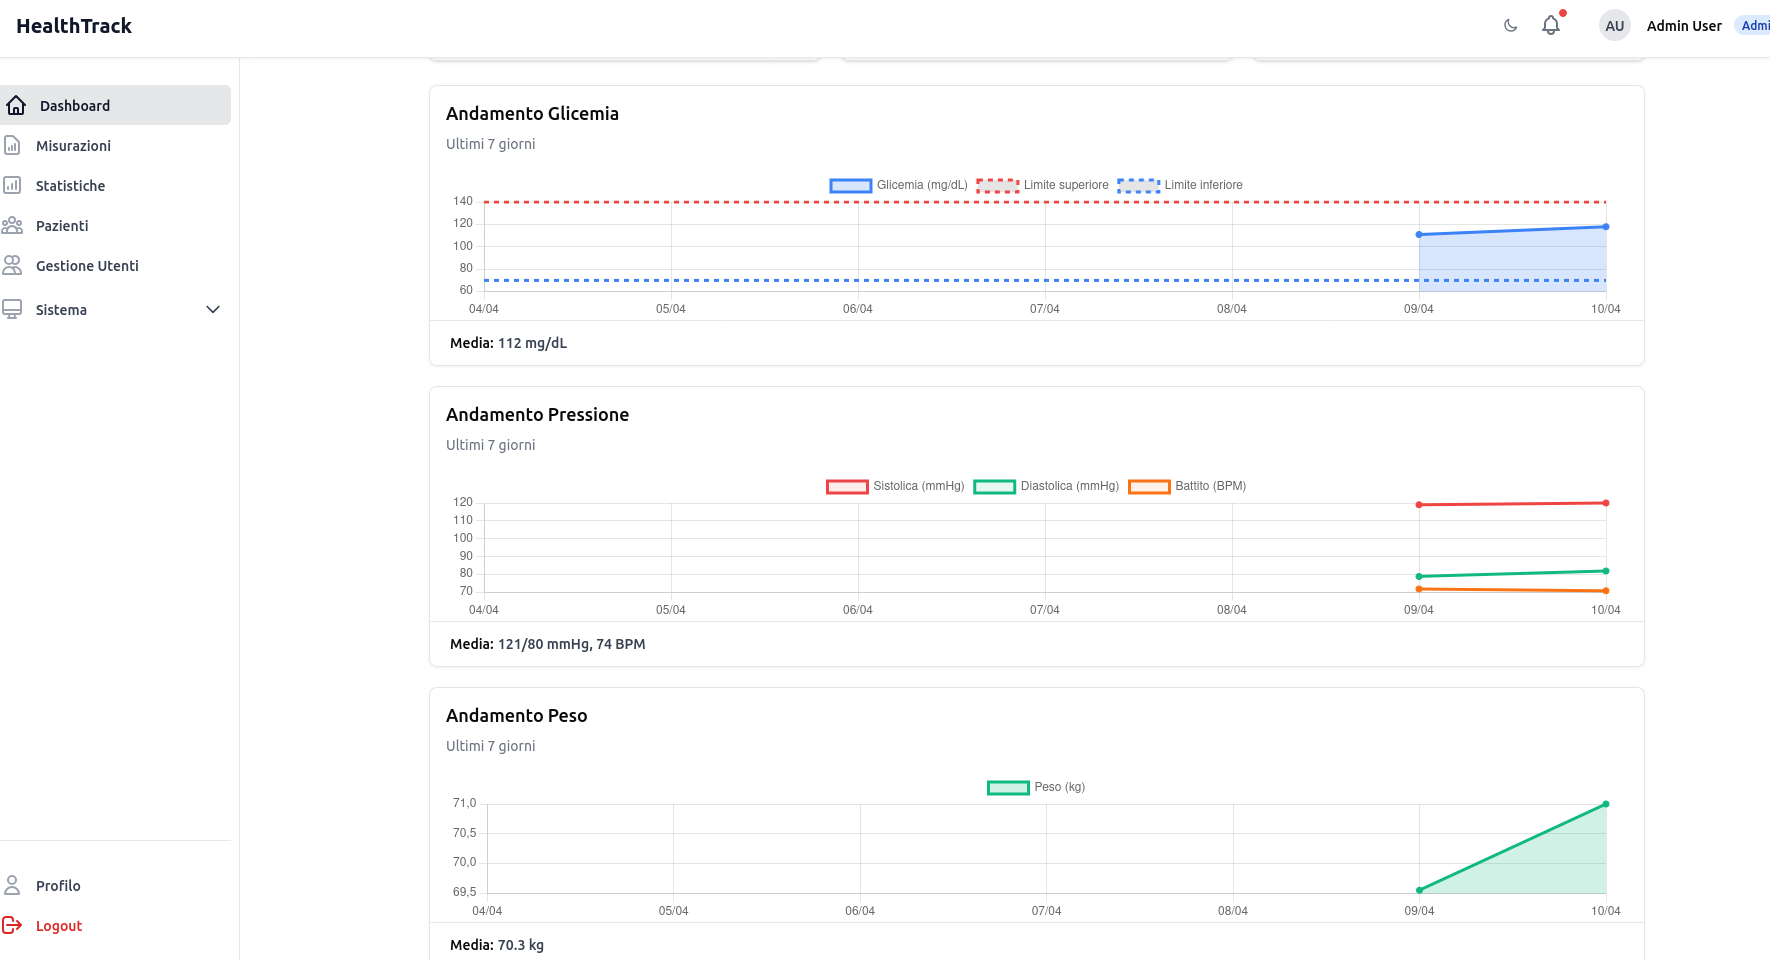 HealthTrack
AU Admin User Admi
Dashboard
Misurazioni
Statistiche
Pazienti
Gestione Utenti
Sistema
Profilo
Logout
Andamento Glicemia
Ultimi 7 giorni
Glicemia (mg/dL) Limite superiore Limite inferiore
140
120
100
80
60
04/04 05/04 06/04 07/04 08/04 09/04 10/04
Media: 112 mg/dL
Andamento Pressione
Ultimi 7 giorni
Sistolica (mmHg) Diastolica (mmHg) Battito (BPM)
120
110
100
90
80
70
04/04 05/04 06/04 07/04 08/04 09/04 10/04
Media: 121/80 mmHg, 74 BPM
Andamento Peso
Ultimi 7 giorni
Peso (kg)
71,0
70,5
70,0
69,5
04/04 05/04 06/04 07/04 08/04 09/04 10/04
Media: 70.3 kg